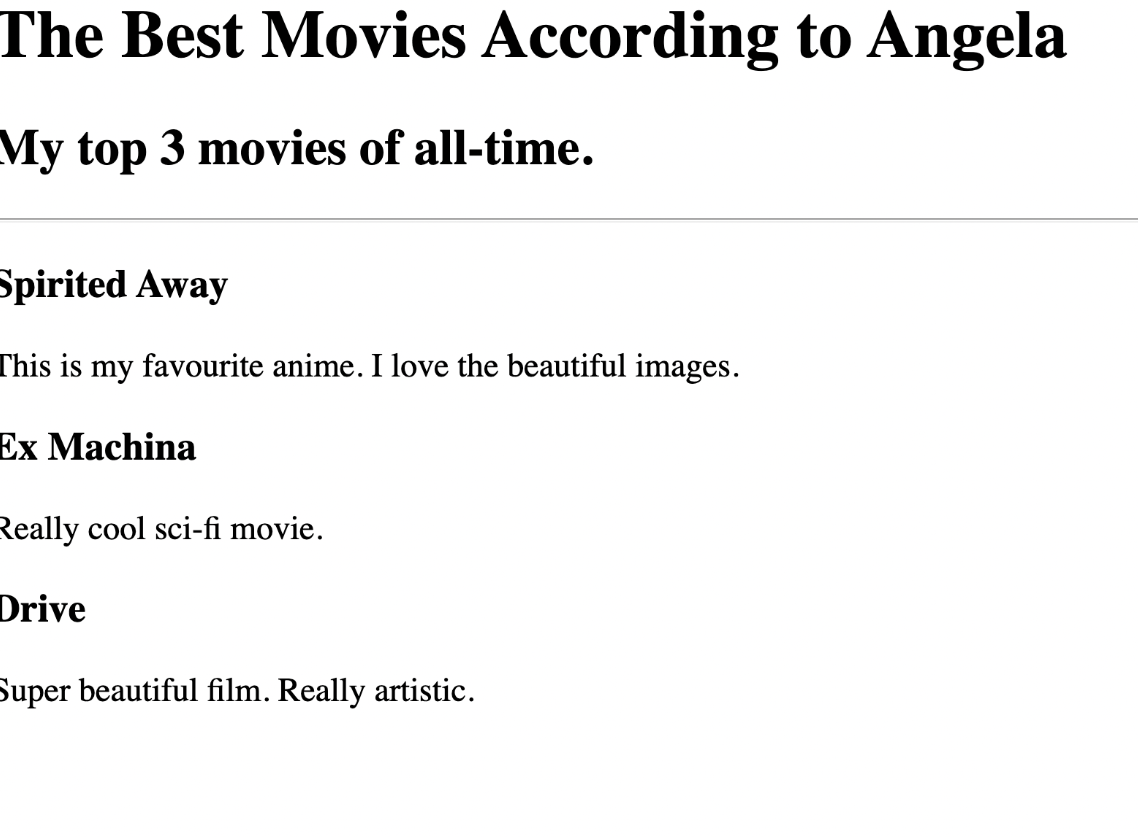 The Best Movies According to Angela
My top 3 movies of all-time.
Spirited Away
This is my favourite anime. I love the beautiful images.
Ex Machina
Really cool sci-fi movie.
Drive
Super beautiful film. Really artistic.